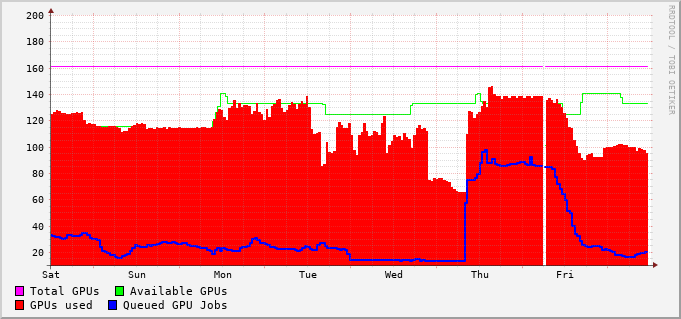 200
180
160
140
120
100
80
60
40
20
Sat Sun Mon Tue Wed Thu Fri
Total GPUs Available GPUs
GPUs used Queued GPU Jobs
RRDTOOL / TOBI OETIKER